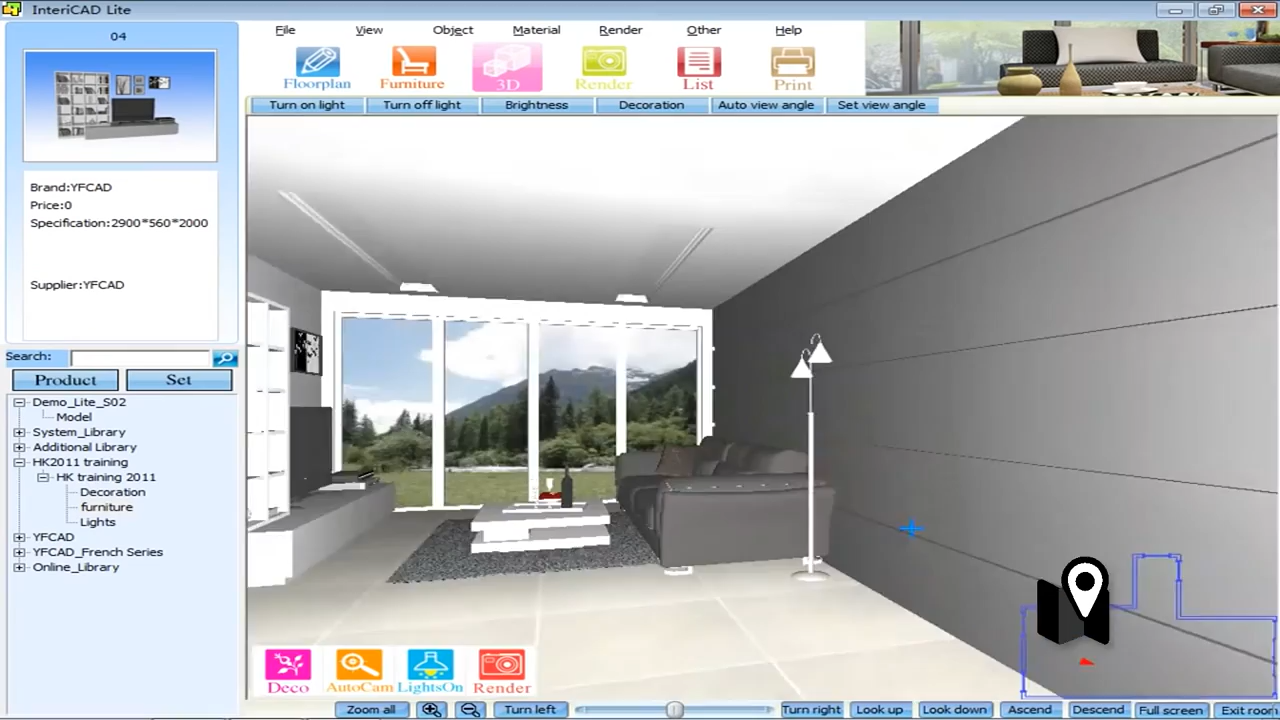 InteriCAD Lite
04
Brand:YFCAD
Price:0
Specification:2900*560*2000
Supplier:YFCAD
Search:
Product Set
Demo_Lite_S02
Model
System_Library
Additional Library
HK2011 training
HK training 2011
Decoration
furniture
Lights
YFCAD
YFCAD_French Series
Online_Library
File View Object Material Render Other Help
Floorplan Furniture 3D Render List Print
Turn on light Turn off light Brightness Decoration Auto view angle Set view angle
Deco AutoCam LightsOn Render
Zoom all Turn left Turn right Look up Look down Ascend Descend Full screen Exit room